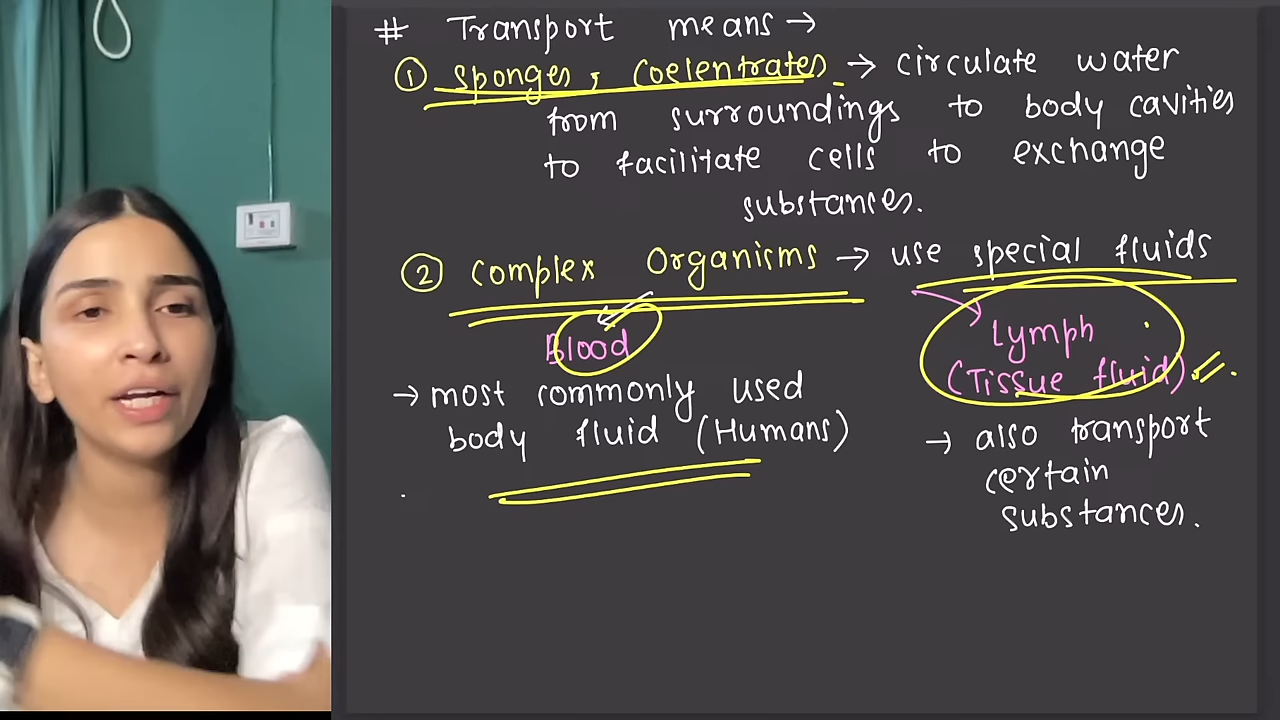 # Transport means →
① Sponges, Coelentrates → circulate water
from surroundings to body cavities
to facilitate cells to exchange
substances.
② Complex Organisms → use special fluids
Blood
→ most commonly used
body fluid (Humans)
Lymph
(Tissue fluid)
→ also transport
certain
substances.